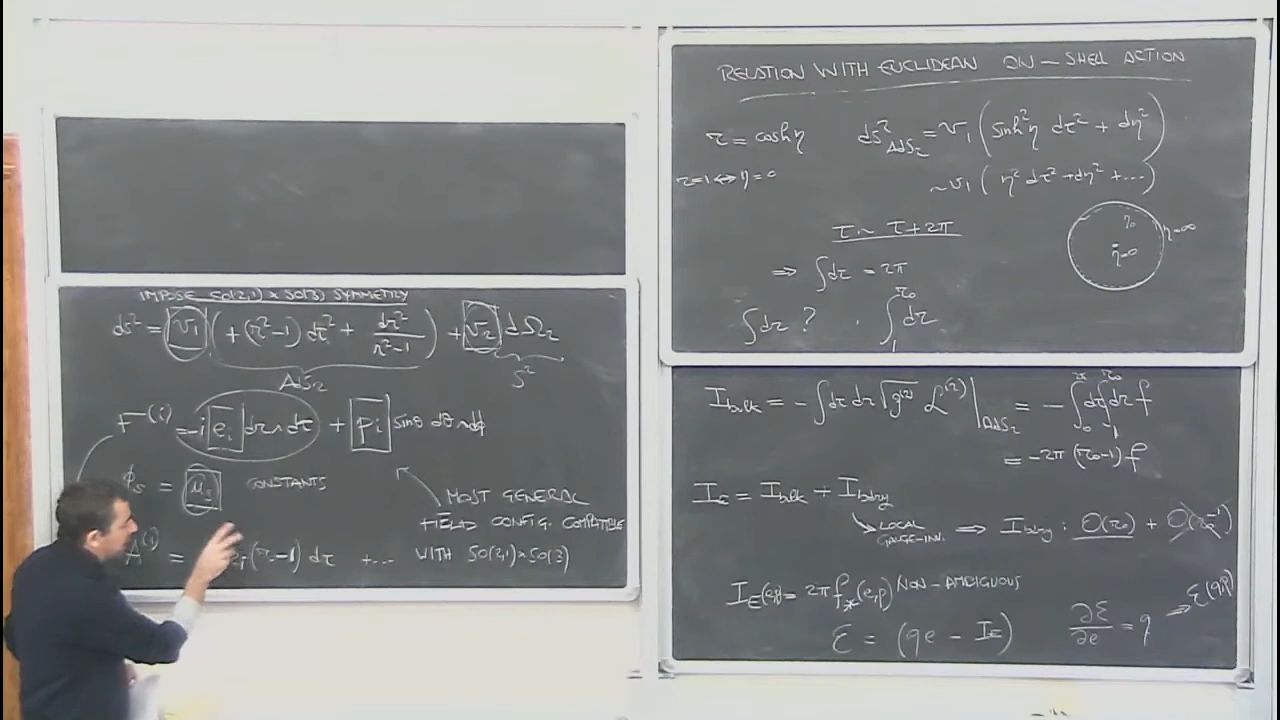 IMPOSE SO(2,1) × SO(3) SYMMETRY
ds² = v₁ ( +(r²-1) dτ² + dr²/(r²-1) ) + v₂ dΩ₂
AdS₂
S²
F⁽ⁱ⁾ = -i eᵢ dr∧dτ + pᵢ sinθ dθ∧dφ
ϕₛ = uₛ CONSTANTS
MOST GENERAL
FIELD CONFIG. COMPATIBLE
WITH SO(2,1)×SO(3)
A⁽ⁱ⁾ = eᵢ(r-1) dτ +...
RELATION WITH EUCLIDEAN ON-SHELL ACTION
r = cosh η
ds²_AdS₂ = v₁ ( sinh²η dτ² + dη² )
r=1 ⇔ η=0
~ v₁ ( η² dτ² + dη² + ... )
τ ~ τ+2π
r₀
η=∞
η=0
⇒ ∫dτ = 2π
∫dr ? . ∫₁^r₀ dr
I_blk = - ∫dτ dr √g⁽²⁾ ℒ⁽²⁾ |_AdS₂ = - ∫₀^2π dτ ∫₁^r₀ dr f
= -2π (r₀-1) f
I_E = I_blk + I_bdry
LOCAL
GAUGE-INV.
⇒ I_bdry : O(r₀) + O(r₀⁻¹)
I_E(e,p) = 2π f_*(e,p) NON-AMBIGUOUS
ℰ = (qe - I_E)
∂ℰ/∂e = q
⇒ ℰ(q,p)